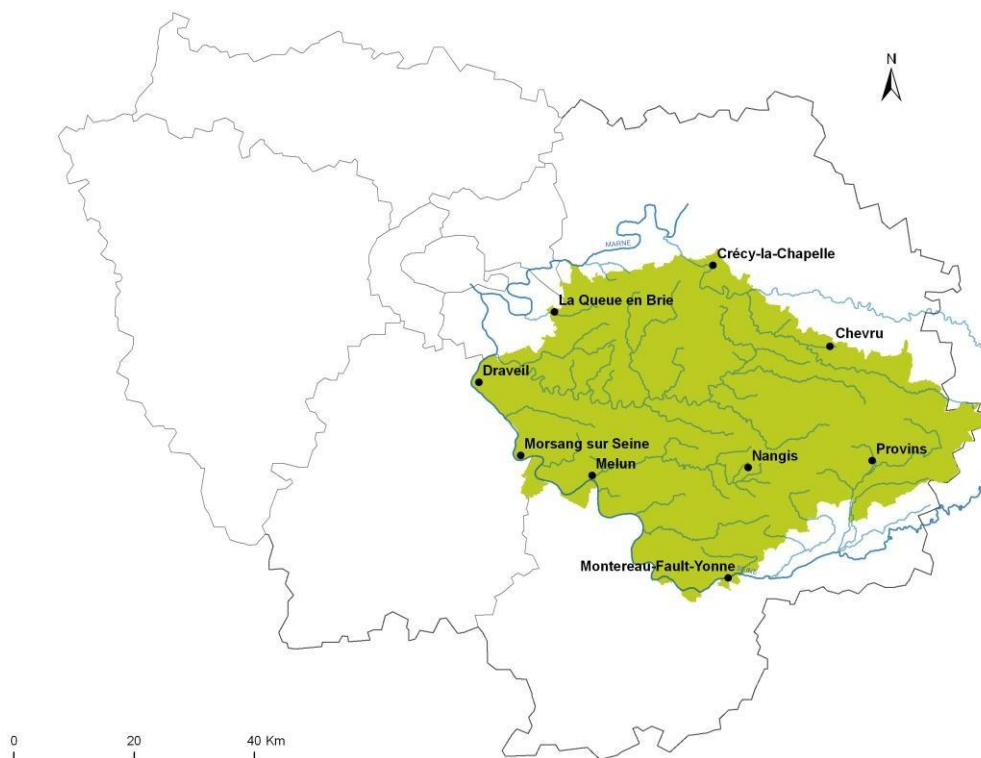 N
MARNE
Crécy-la-Chapelle
La Queue en Brie
Chevru
Draveil
Morsang sur Seine
Melun
Nangis
Provins
Montereau-Fault-Yonne
SEINE
0 20 40 Km